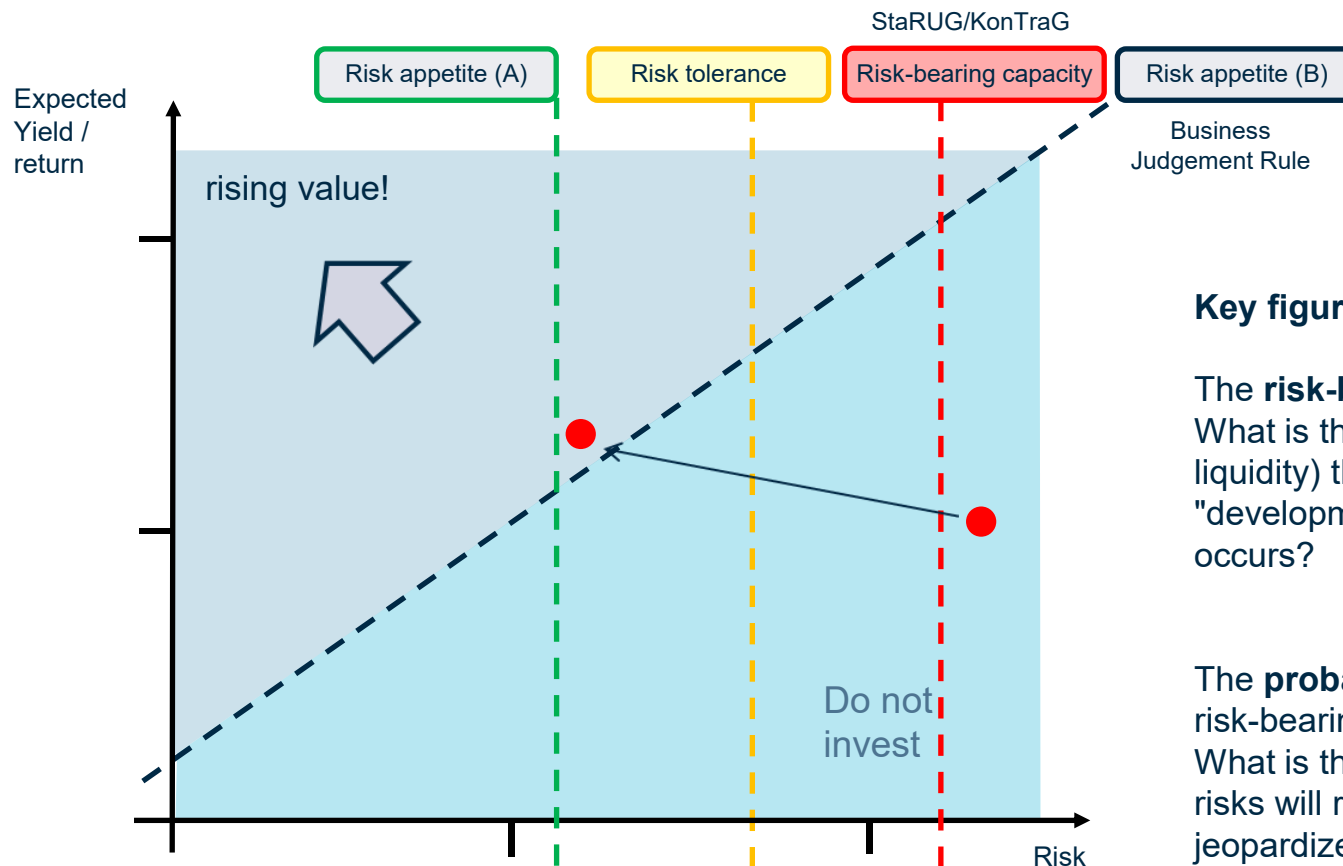 StaRUG/KonTraG
Risk appetite (A)
Risk tolerance
Risk-bearing capacity
Risk appetite (B)
Expected
Yield /
return
Business
Judgement Rule
rising value!
Key figur
The risk-
What is th
liquidity) th
"developm
occurs?
Do not
invest
The proba
risk-bearin
What is th
risks will r
jeopardize
Risk